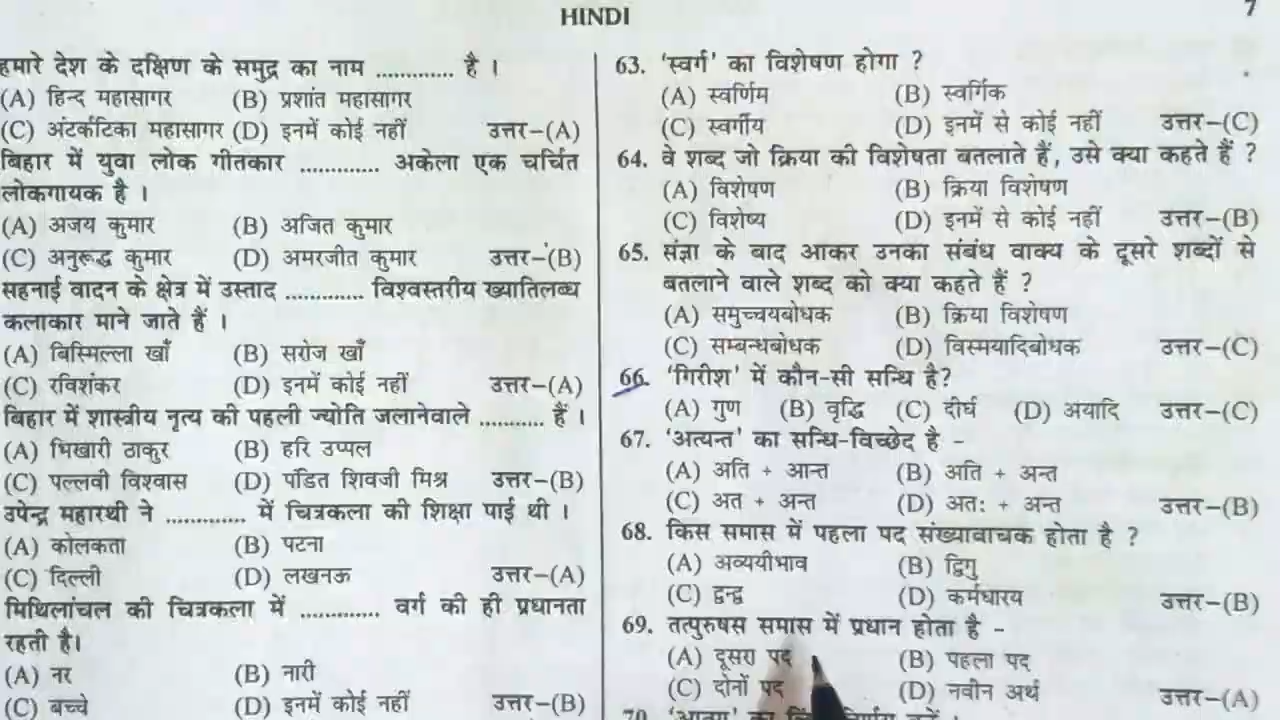 HINDI
7
हमारे देश के दक्षिण के समुद्र का नाम ............. है ।
(A) हिन्द महासागर (B) प्रशांत महासागर
(C) अंटर्कटिका महासागर (D) इनमें कोई नहीं उत्तर–(A)
बिहार में युवा लोक गीतकार ............. अकेला एक चर्चित
लोकगायक है ।
(A) अजय कुमार (B) अजित कुमार
(C) अनुरूद्ध कुमार (D) अमरजीत कुमार उत्तर–(B)
सहनाई वादन के क्षेत्र में उस्ताद ............. विश्वस्तरीय ख्यातिलब्ध
कलाकार माने जाते हैं ।
(A) बिस्मिल्ला खाँ (B) सरोज खाँ
(C) रविशंकर (D) इनमें कोई नहीं उत्तर–(A)
बिहार में शास्त्रीय नृत्य की पहली ज्योति जलानेवाले ........... हैं ।
(A) भिखारी ठाकुर (B) हरि उप्पल
(C) पल्लवी विश्वास (D) पंडित शिवजी मिश्र उत्तर–(B)
उपेन्द्र महारथी ने ............. में चित्रकला की शिक्षा पाई थी ।
(A) कोलकता (B) पटना
(C) दिल्ली (D) लखनऊ उत्तर–(A)
मिथिलांचल की चित्रकला में ............. वर्ग की ही प्रधानता
रहती है।
(A) नर (B) नारी
(C) बच्चे (D) इनमें कोई नहीं उत्तर–(B)
63. ‘स्वर्ग’ का विशेषण होगा ?
(A) स्वर्णिम (B) स्वर्गिक
(C) स्वर्गीय (D) इनमें से कोई नहीं उत्तर–(C)
64. वे शब्द जो क्रिया की विशेषता बतलाते हैं, उसे क्या कहते हैं ?
(A) विशेषण (B) क्रिया विशेषण
(C) विशेष्य (D) इनमें से कोई नहीं उत्तर–(B)
65. संज्ञा के बाद आकर उनका संबंध वाक्य के दूसरे शब्दों से
बतलाने वाले शब्द को क्या कहते हैं ?
(A) समुच्चयबोधक (B) क्रिया विशेषण
(C) सम्बन्धबोधक (D) विस्मयादिबोधक उत्तर–(C)
66. ‘गिरीश’ में कौन-सी सन्धि है?
(A) गुण (B) वृद्धि (C) दीर्घ (D) अयादि उत्तर–(C)
67. ‘अत्यन्त’ का सन्धि-विच्छेद है –
(A) अति + आन्त (B) अति + अन्त
(C) अत + अन्त (D) अतः + अन्त उत्तर–(B)
68. किस समास में पहला पद संख्यावाचक होता है ?
(A) अव्ययीभाव (B) द्विगु
(C) द्वन्द्व (D) कर्मधारय उत्तर–(B)
69. तत्पुरुषस समास में प्रधान होता है –
(A) दूसरा पद (B) पहला पद
(C) दोनों पद (D) नवीन अर्थ उत्तर–(A)
70.